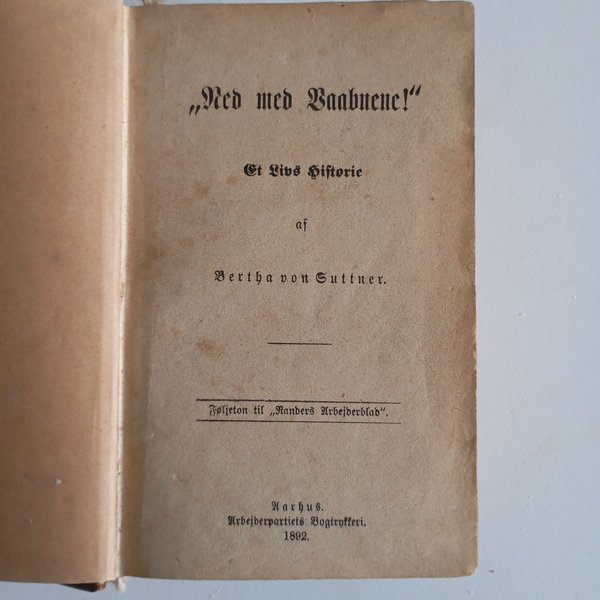 „Ned med Vaabnene!“
Et Livs Historie
af
Bertha von Suttner.
Føljeton til „Randers Arbejderblad“.
Aarhus.
Arbejderpartiets Bogtrykkeri.
1892.